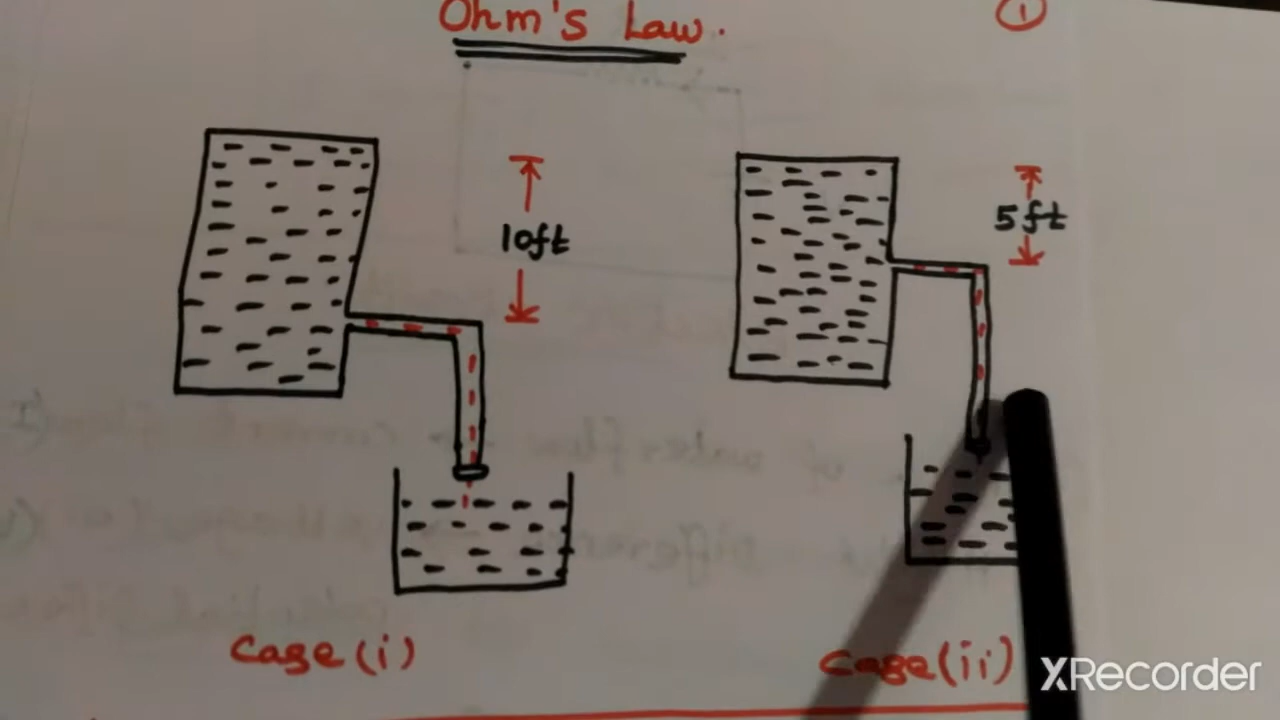 Ohm's Law.
1
10ft
5ft
Case(i)
Case(ii)
XRecorder